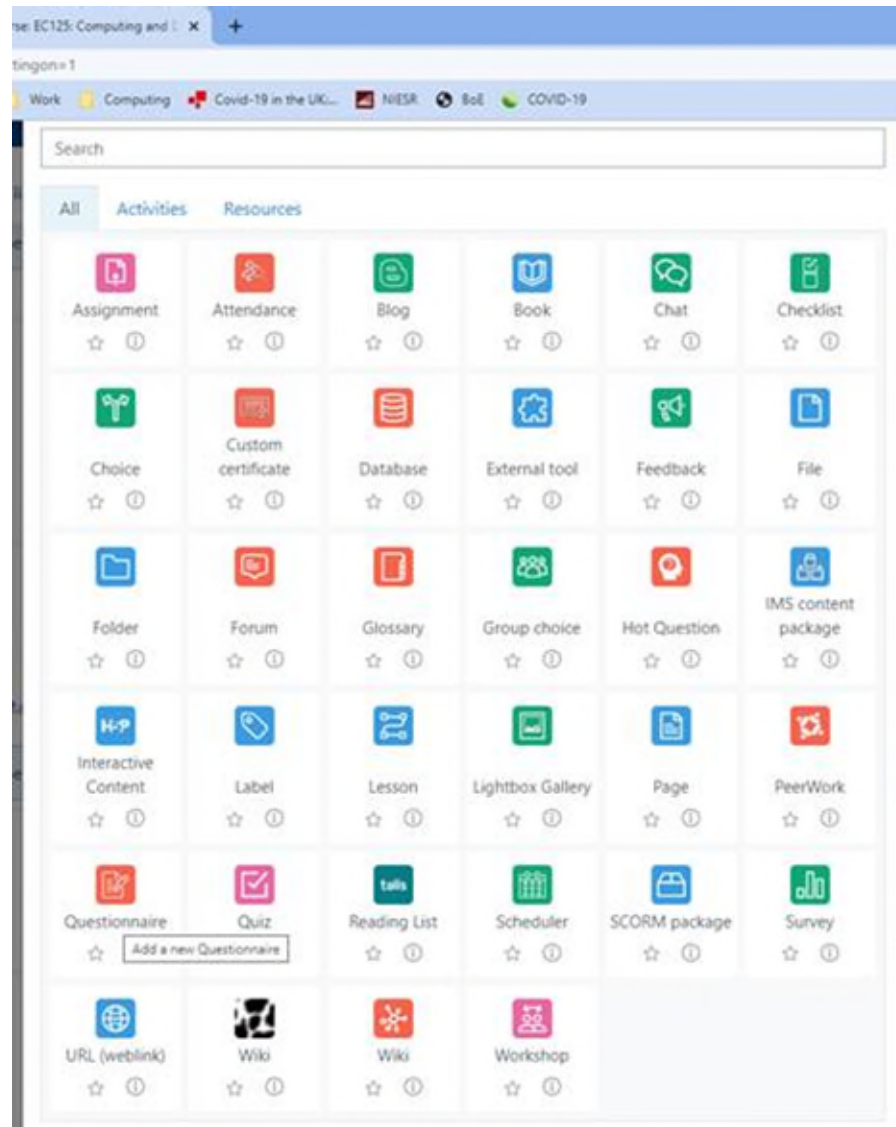 rse: EC125: Computing and
tingon=1
Work Computing Covid-19 in the UK:... NIESR BoE COVID-19
Search
All Activities Resources
Assignment Attendance Blog Book Chat Checklist
Choice Custom certificate Database External tool Feedback File
Folder Forum Glossary Group choice Hot Question IMS content package
H-P
Interactive Content Label Lesson Lightbox Gallery Page PeerWork
talis
Questionnaire Quiz Reading List Scheduler SCORM package Survey
Add a new Questionnaire
URL (weblink) Wiki Wiki Workshop